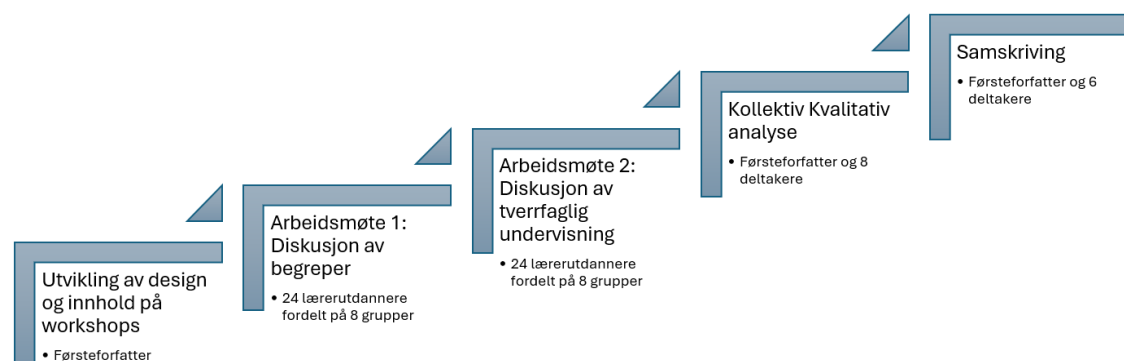 Utvikling av design
og innhold på
workshops
• Førsteforfatter
Arbeidsmøte 1:
Diskusjon av
begreper
• 24 lærerutdannere
fordelt på 8 grupper
Arbeidsmøte 2:
Diskusjon av
tverrfaglig
undervisning
• 24 lærerutdannere
fordelt på 8 grupper
Kollektiv Kvalitativ
analyse
• Førsteforfatter og 8
deltakere
Samskriving
• Førsteforfatter og 6
deltakere